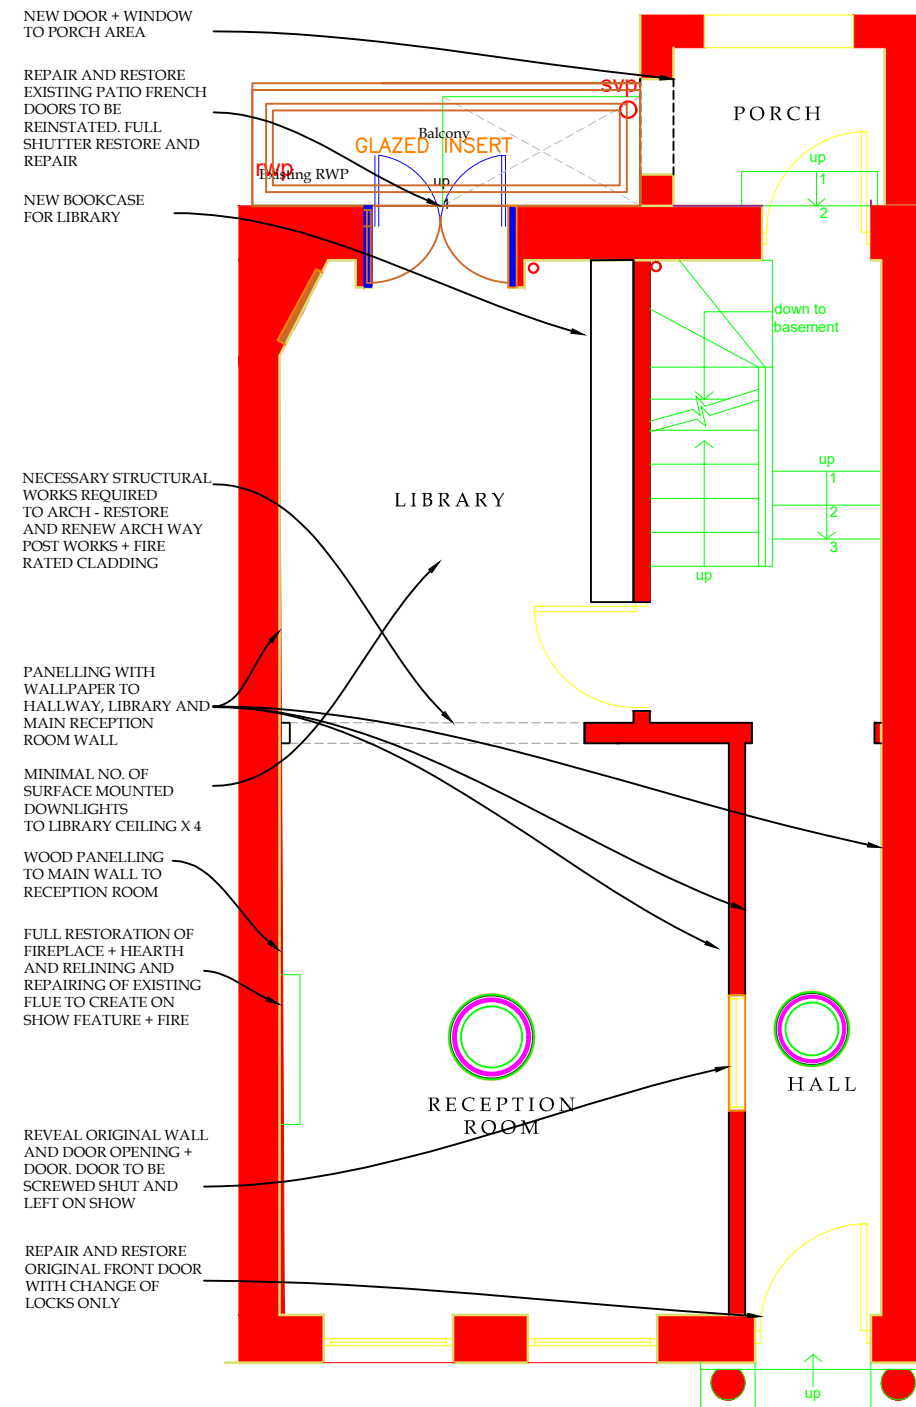 NEW DOOR + WINDOW
TO PORCH AREA
REPAIR AND RESTORE
EXISTING PATIO FRENCH
DOORS TO BE
REINSTATED. FULL
SHUTTER RESTORE AND
REPAIR
NEW BOOKCASE
FOR LIBRARY
NECESSARY STRUCTURAL
WORKS REQUIRED
TO ARCH - RESTORE
AND RENEW ARCH WAY
POST WORKS + FIRE
RATED CLADDING
PANELLING WITH
WALLPAPER TO
HALLWAY, LIBRARY AND
MAIN RECEPTION
ROOM WALL
MINIMAL NO. OF
SURFACE MOUNTED
DOWNLIGHTS
TO LIBRARY CEILING X 4
WOOD PANELLING
TO MAIN WALL TO
RECEPTION ROOM
FULL RESTORATION OF
FIREPLACE + HEARTH
AND RELINING AND
REPAIRING OF EXISTING
FLUE TO CREATE ON
SHOW FEATURE + FIRE
REVEAL ORIGINAL WALL
AND DOOR OPENING +
DOOR. DOOR TO BE
SCREWED SHUT AND
LEFT ON SHOW
REPAIR AND RESTORE
ORIGINAL FRONT DOOR
WITH CHANGE OF
LOCKS ONLY
svp
PORCH
Balcony
GLAZED INSERT
rwp
Existing RWP
up
up
1
2
down to
basement
LIBRARY
up
1
2
3
up
RECEPTION
ROOM
HALL
up